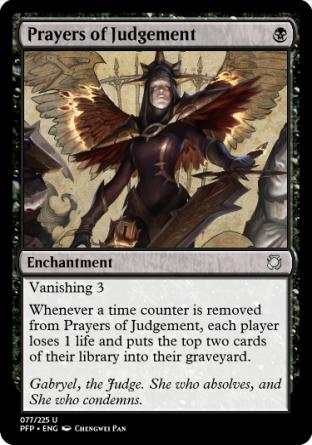 Prayers of Judgement
Enchantment
Vanishing 3
Whenever a time counter is removed
from Prayers of Judgement, each player
loses 1 life and puts the top two cards
of their library into their graveyard.
Gabryel, the Judge. She who absolves, and
She who condemns.
077/225 U
PFP • ENG Chengwei Pan